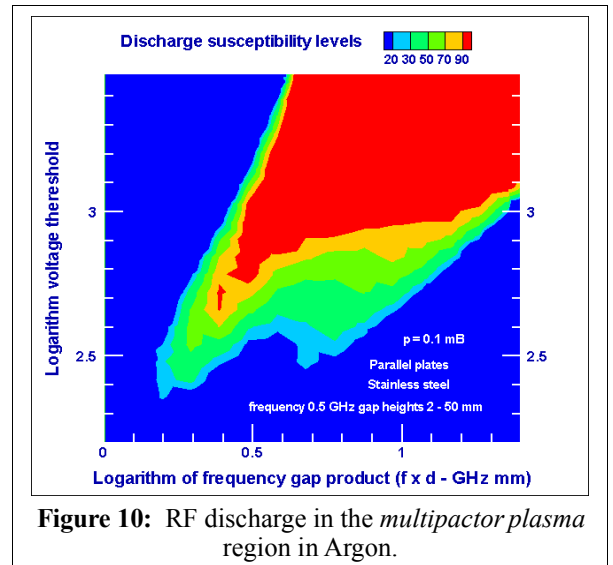 Discharge susceptibility levels
20 30 50 70 90
Logarithm voltage thereshold
3
3
2.5
2.5
p = 0.1 mB
Parallel plates
Stainless steel
frequency 0.5 GHz gap heights 2 - 50 mm
0
0.5
1
Logarithm of frequency gap product (f x d - GHz mm)
Figure 10: RF discharge in the multipactor plasma
region in Argon.